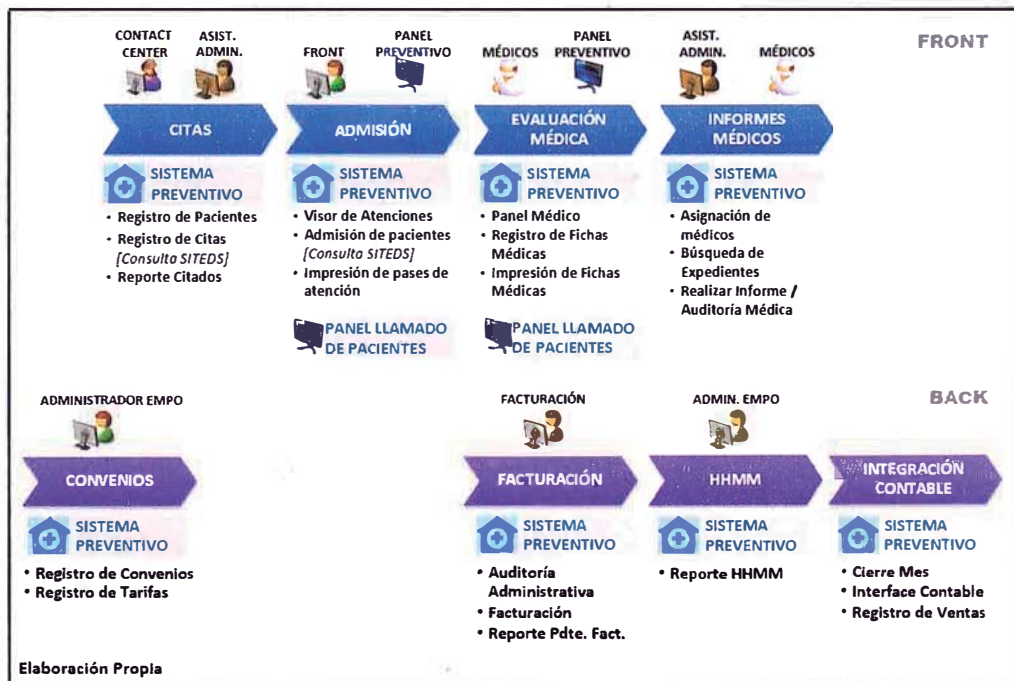 FRONT
CONTACT CENTER
ASIST. ADMIN.
CITAS
SISTEMA PREVENTIVO
• Registro de Pacientes
• Registro de Citas
[Consulta SITEDS]
• Reporte Citados
FRONT
PANEL PREVENTIVO
ADMISIÓN
SISTEMA PREVENTIVO
• Visor de Atenciones
• Admisión de pacientes
[Consulta SITEDS]
• Impresión de pases de
atención
PANEL LLAMADO
DE PACIENTES
MÉDICOS
PANEL PREVENTIVO
EVALUACIÓN
MÉDICA
SISTEMA
PREVENTIVO
• Panel Médico
• Registro de Fichas
Médicas
• Impresión de Fichas
Médicas
PANEL LLAMADO
DE PACIENTES
ASIST. ADMIN.
MÉDICOS
INFORMES
MÉDICOS
SISTEMA
PREVENTIVO
• Asignación de
médicos
• Búsqueda de
Expedientes
• Realizar Informe /
Auditoría Médica
BACK
ADMINISTRADOR EMPO
CONVENIOS
SISTEMA
PREVENTIVO
• Registro de Convenios
• Registro de Tarifas
FACTURACIÓN
FACTURACIÓN
SISTEMA
PREVENTIVO
• Auditoría
Administrativa
• Facturación
• Reporte Pdte. Fact.
ADMIN. EMPO
HHMM
SISTEMA
PREVENTIVO
• Reporte HHMM
INTEGRACIÓN
CONTABLE
SISTEMA
PREVENTIVO
• Cierre Mes
• Interface Contable
• Registro de Ventas
Elaboración Propia